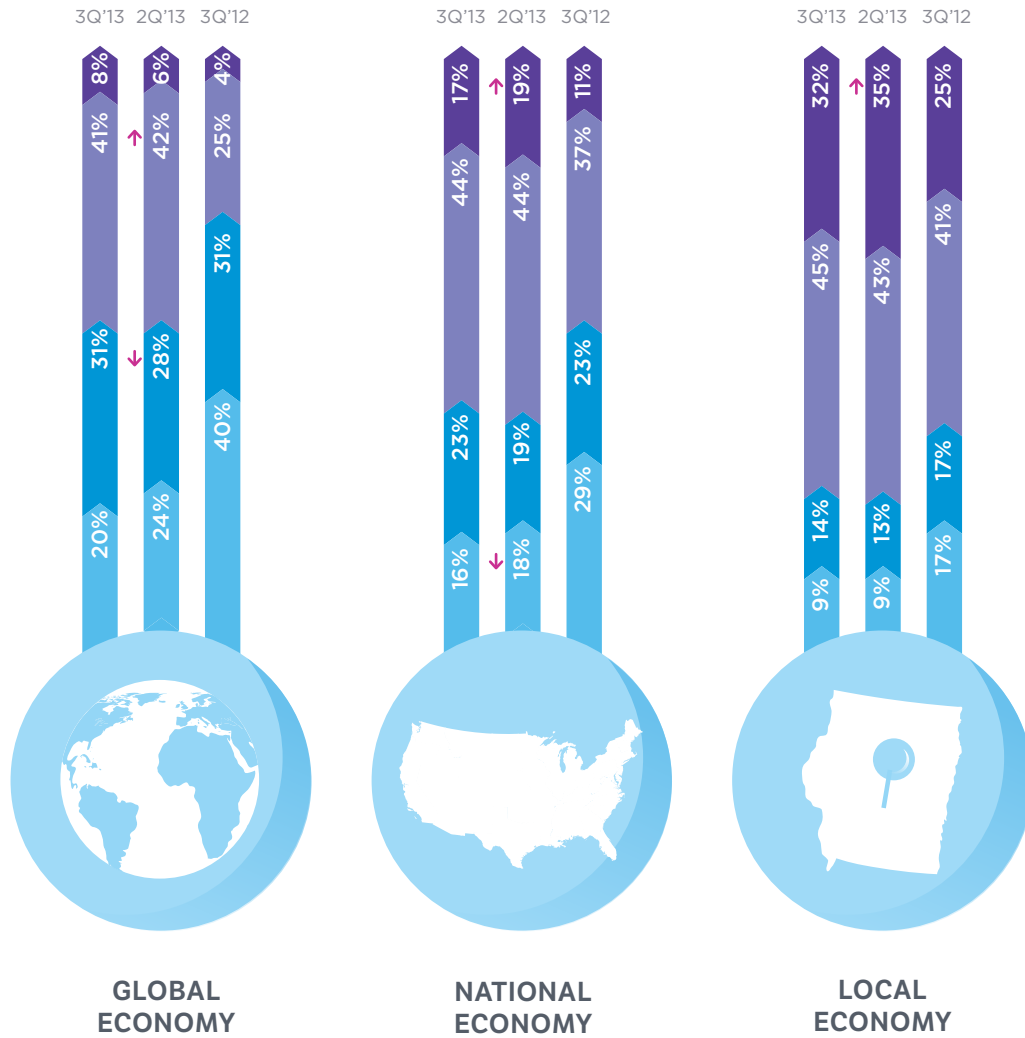 3Q'13 2Q'13 3Q'12
8% 6% 4%
41% 42% 25%
31% 28% 31%
20% 24% 40%
GLOBAL
ECONOMY
3Q'13 2Q'13 3Q'12
17% 19% 11%
44% 44% 37%
23% 19% 23%
16% 18% 29%
NATIONAL
ECONOMY
3Q'13 2Q'13 3Q'12
32% 35% 25%
45% 43% 41%
14% 13% 17%
9% 9% 17%
LOCAL
ECONOMY